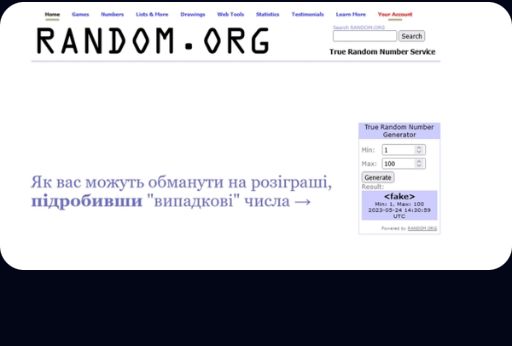 Home Games Numbers Lists & More Drawings Web Tools Statistics Testimonials Learn More Your Account
RANDOM.ORG
Search RANDOM.ORG
Search
True Random Number Service
True Random Number
Generator
Min: 1
Max: 100
Generate
Result:
<fake>
Min: 1, Max: 100
2023-05-24 14:30:59
UTC
Powered by RANDOM.ORG
Як вас можуть обманути на розіграші,
підробивши "випадкові" числа →